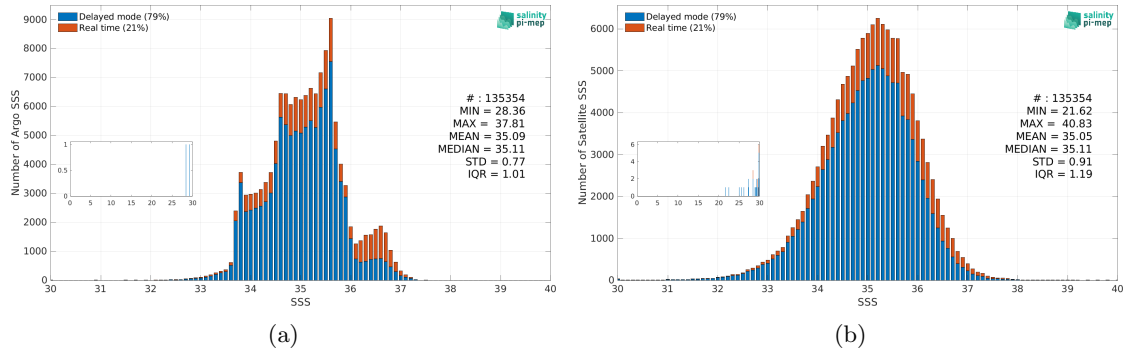 Delayed mode (79%)
Real time (21%)
salinity
pi-mep
# : 135354
MIN = 28.36
MAX = 37.81
MEAN = 35.09
MEDIAN = 35.11
STD = 0.77
IQR = 1.01
Number of Argo SSS
9000
8000
7000
6000
5000
4000
3000
2000
1000
0
1
0.5
0
0 5 10 15 20 25 30
30 31 32 33 34 35 36 37 38 39 40
SSS
(a)
Delayed mode (79%)
Real time (21%)
salinity
pi-mep
# : 135354
MIN = 21.62
MAX = 40.83
MEAN = 35.05
MEDIAN = 35.11
STD = 0.91
IQR = 1.19
Number of Satellite SSS
6000
5000
4000
3000
2000
1000
0
6
4
2
0
0 5 10 15 20 25 30
30 31 32 33 34 35 36 37 38 39 40
SSS
(b)